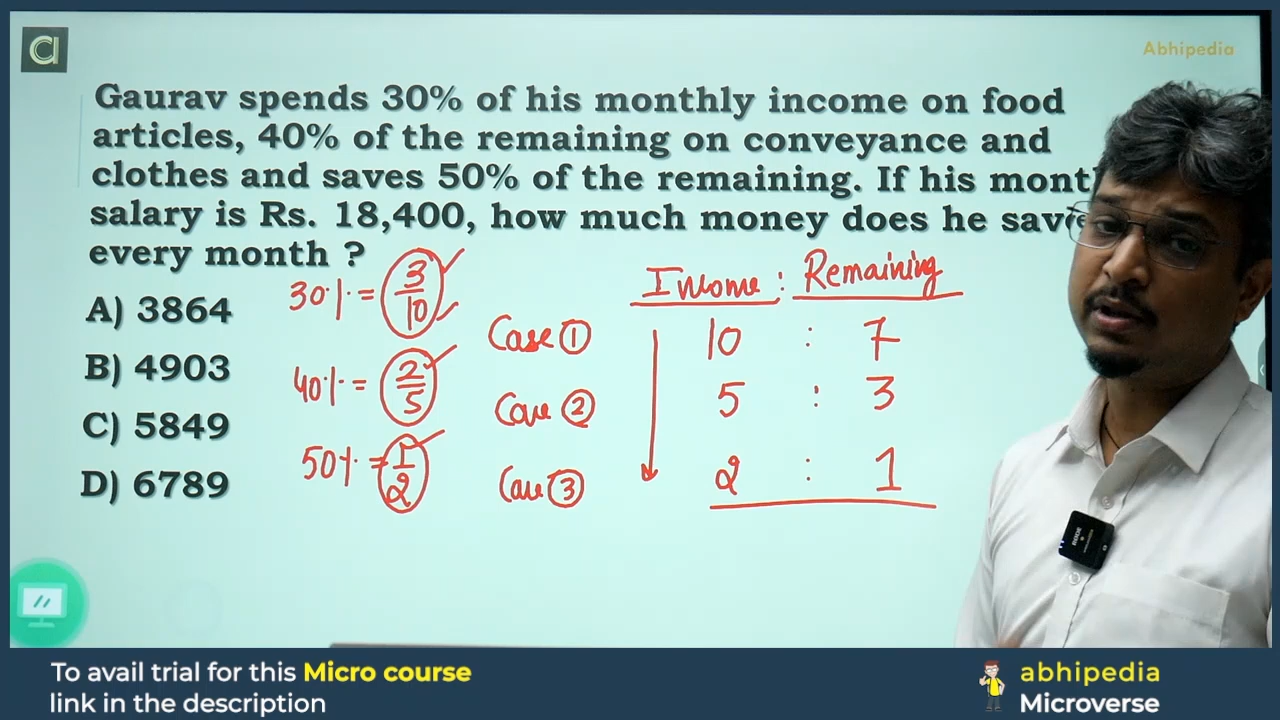 Abhipedia
Gaurav spends 30% of his monthly income on food
articles, 40% of the remaining on conveyance and
clothes and saves 50% of the remaining. If his
salary is Rs. 18,400, how much money does he
every month ?
A) 3864
B) 4903
C) 5849
D) 6789
30% = 3/10
40% = 2/5
50% = 1/2
Income : Remaining
Case ① 10 : 7
Case ② 5 : 3
Case ③ 2 : 1
RODE
To avail trial for this Micro course
link in the description
abhipedia
Microverse